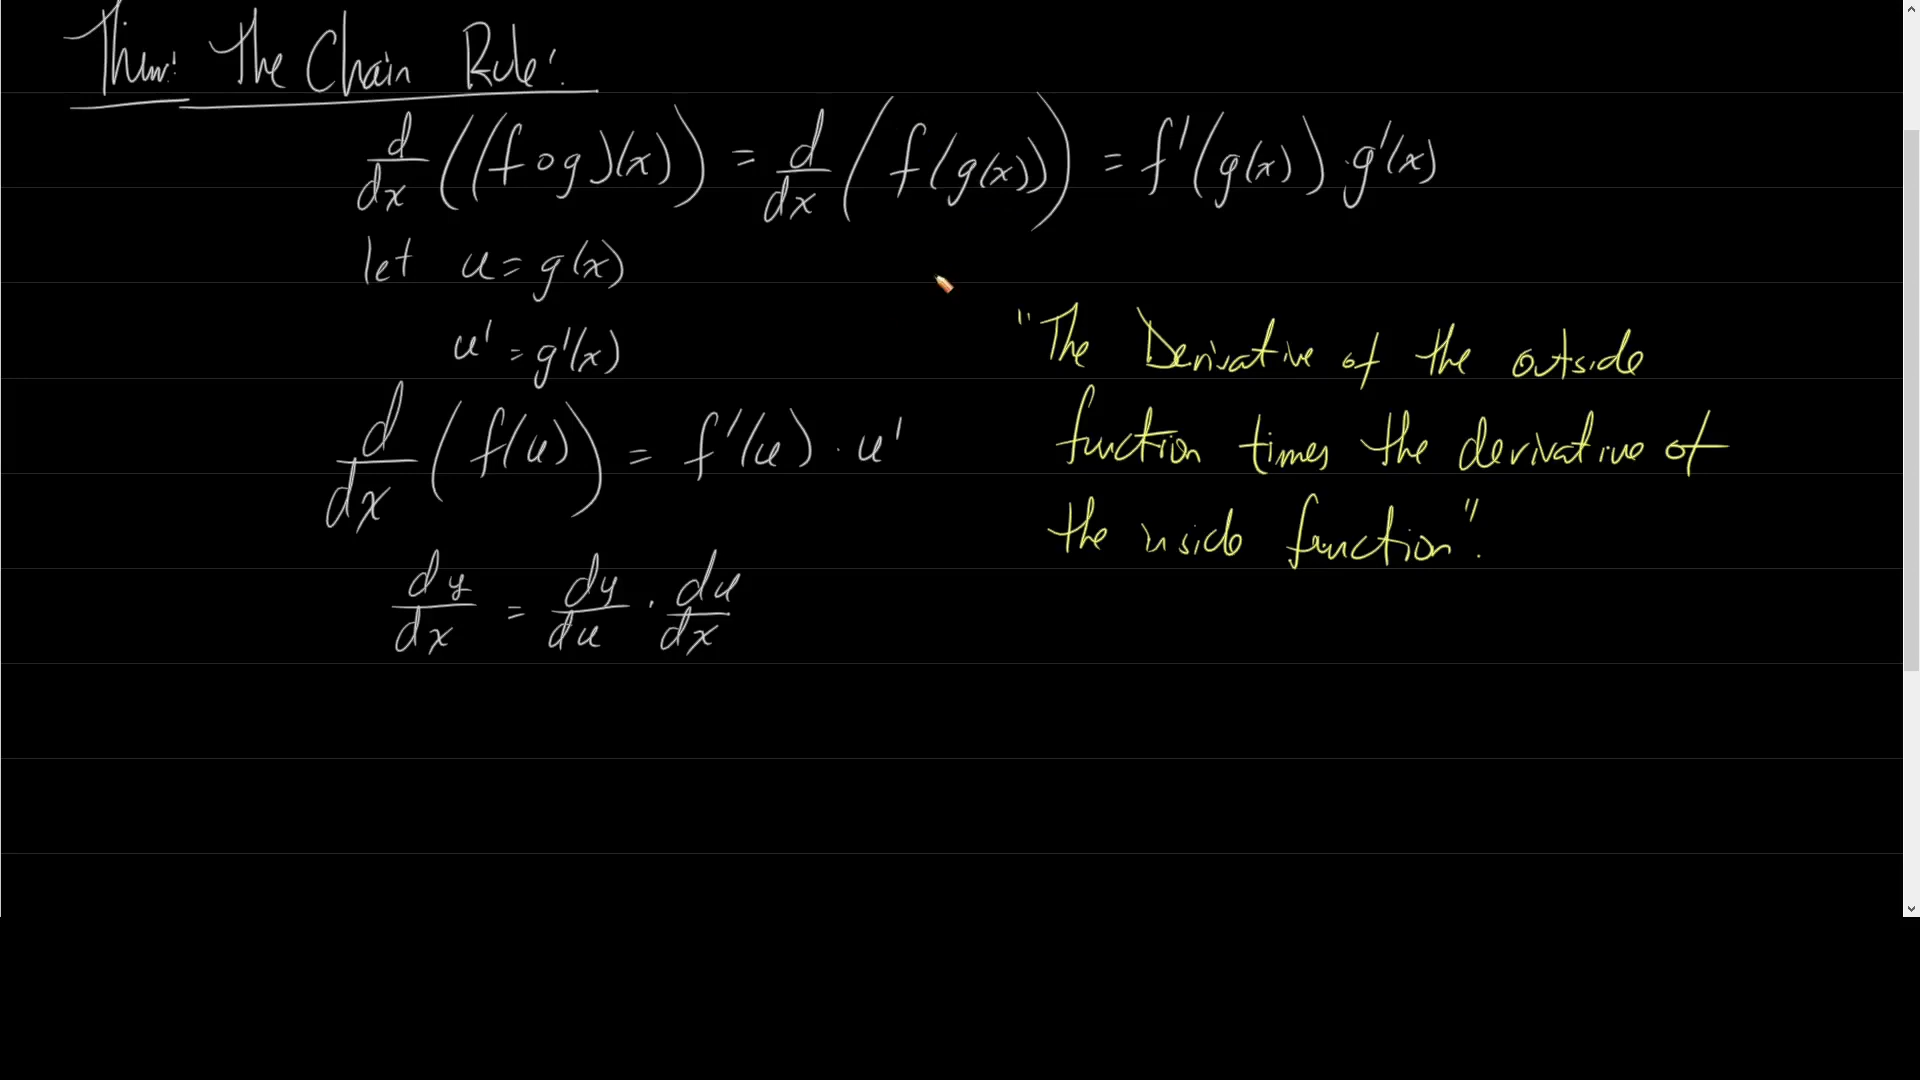 Thm: The Chain Rule:
d/dx ((f∘g)(x)) = d/dx (f(g(x))) = f'(g(x)) · g'(x)
let u = g(x)
u' = g'(x)
"The Derivative of the outside
function times the derivative of
the inside function".
d/dx (f(u)) = f'(u) · u'
dy/dx = dy/du · du/dx